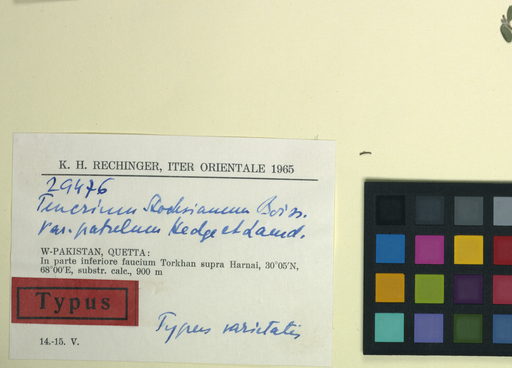 K. H. RECHINGER, ITER ORIENTALE 1965
29476
Teucrium Stocksianum Boiss.
var. patulum Hedge et Lamd.
W-PAKISTAN, QUETTA:
In parte inferiore faucium Torkhan supra Harnai, 30°05′N,
68°00′E, substr. calc., 900 m
Typus
Typus varietatis
14.-15. V.